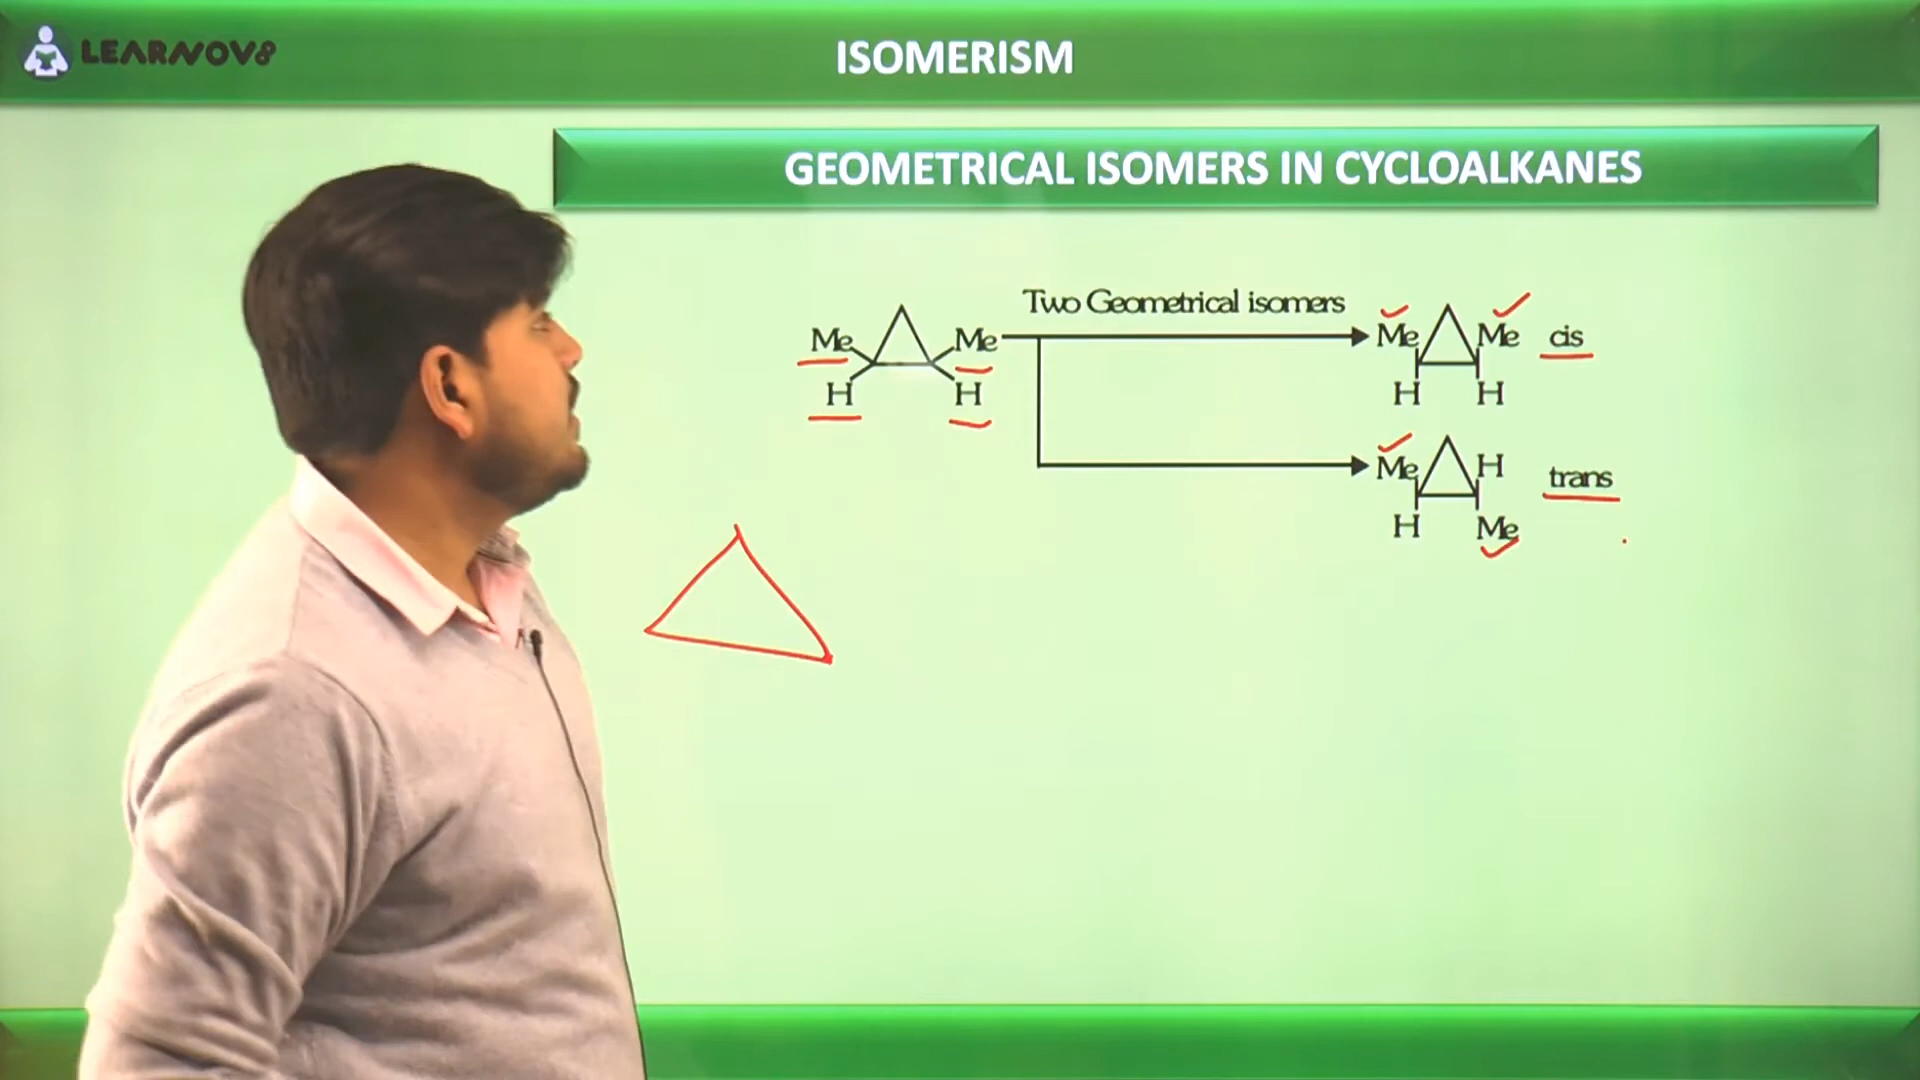 LEARNOV8
ISOMERISM
GEOMETRICAL ISOMERS IN CYCLOALKANES
Two Geometrical isomers
Me Me
H H
Me Me cis
H H
Me H trans
H Me